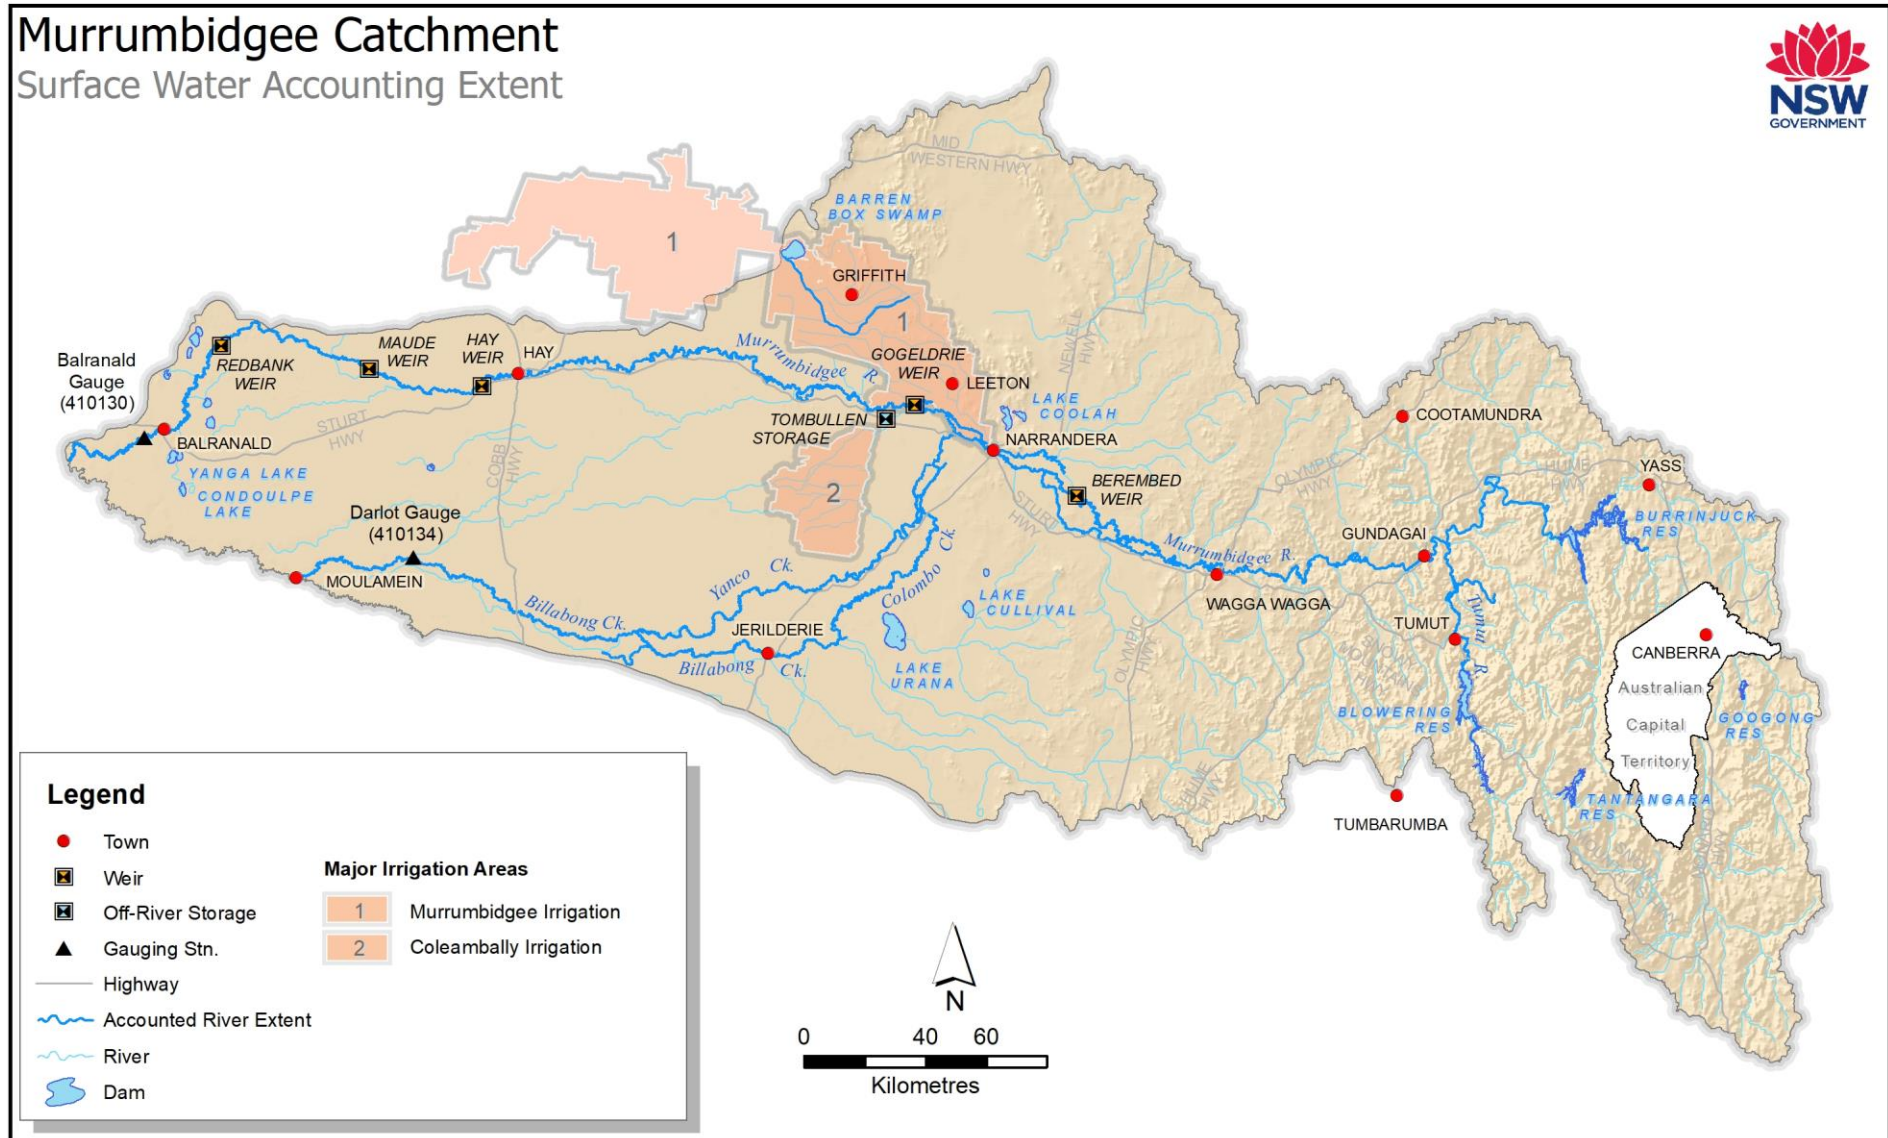 Murrumbidgee Catchment
Surface Water Accounting Extent
NSW
GOVERNMENT
MID
WESTERN HWY
BARREN
BOX SWAMP
1
GRIFFITH
1
NEWELL
HWY
Balranald
Gauge
(410130)
REDBANK
WEIR
MAUDE
WEIR
HAY
WEIR
HAY
Murrumbidgee R.
GOGELDRIE
WEIR
LEETON
LAKE
COOLAH
TOMBULLEN
STORAGE
NARRANDERA
COOTAMUNDRA
STURT
HWY
BALRANALD
YANGA LAKE
CONDOULPE
LAKE
COBB
HWY
2
BEREMBED
WEIR
STURT
HWY
OLYMPIC
HWY
HUME
HWY
YASS
BURRINJUCK
RES
Darlot Gauge
(410134)
MOULAMEIN
GUNDAGAI
Murrumbidgee R.
WAGGA WAGGA
Yanco Ck.
Colombo Ck.
Billabong Ck.
JERILDERIE
Billabong Ck.
LAKE
CULLIVAL
LAKE
URANA
OLYMPIC
HWY
TUMUT
Tumut R.
SNOWY
MOUNTAINS
HWY
CANBERRA
Australian
Capital
Territory
GOOGONG
RES
BLOWERING
RES
HUME
HWY
TUMBARUMBA
TANTANGARA
RES
HWY
Legend
Town
Weir
Off-River Storage
Gauging Stn.
Highway
Accounted River Extent
River
Dam
Major Irrigation Areas
1 Murrumbidgee Irrigation
2 Coleambally Irrigation
N
0 40 60
Kilometres